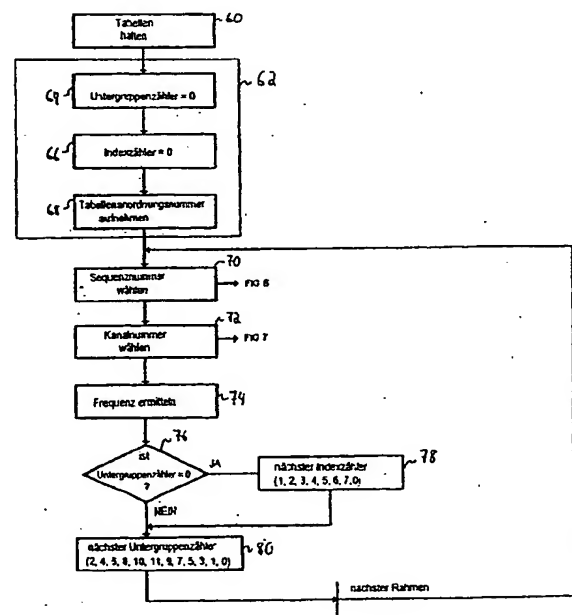 Tabellen
halten
60
62
Untergruppenzähler = 0
64
Indexzähler = 0
66
Tabellenanordnungsnummer
aufnehmen
68
Sequenznummer
wählen
70
FIG 6
Kanalnummer
wählen
72
FIG 7
Frequenz ermitteln
74
76
ist
Untergruppenzähler = 0
?
JA
NEIN
nächster Indexzähler
(1, 2, 3, 4, 5, 6, 7,0)
78
nächster Untergruppenzähler
(2, 4, 5, 8, 10, 11, 9, 7, 5, 3, 1, 0)
80
nächster Rahmen